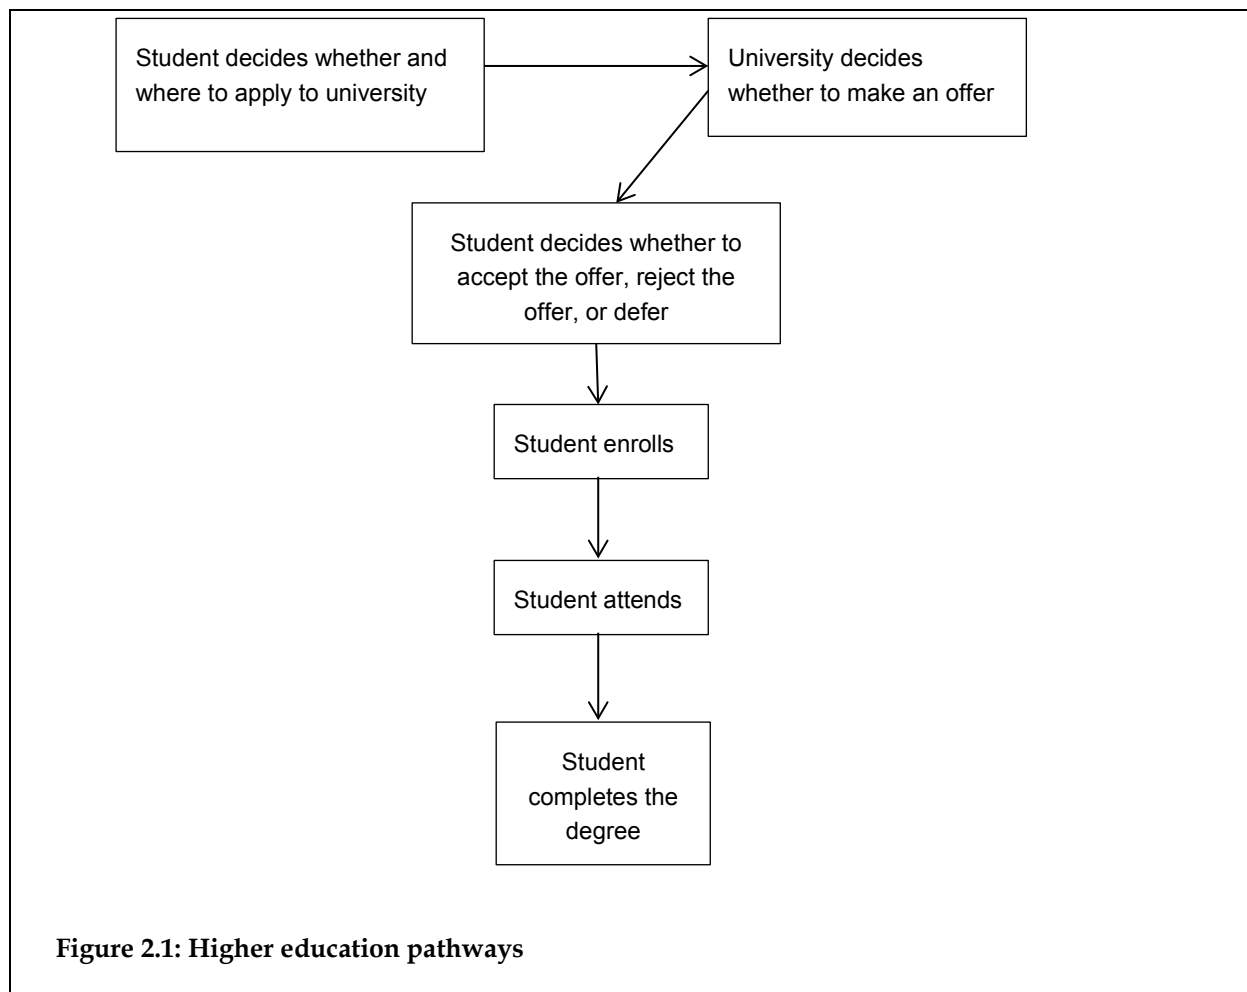 Student decides whether and
where to apply to university
University decides
whether to make an offer
Student decides whether to
accept the offer, reject the
offer, or defer
Student enrolls
Student attends
Student
completes the
degree
Figure 2.1: Higher education pathways